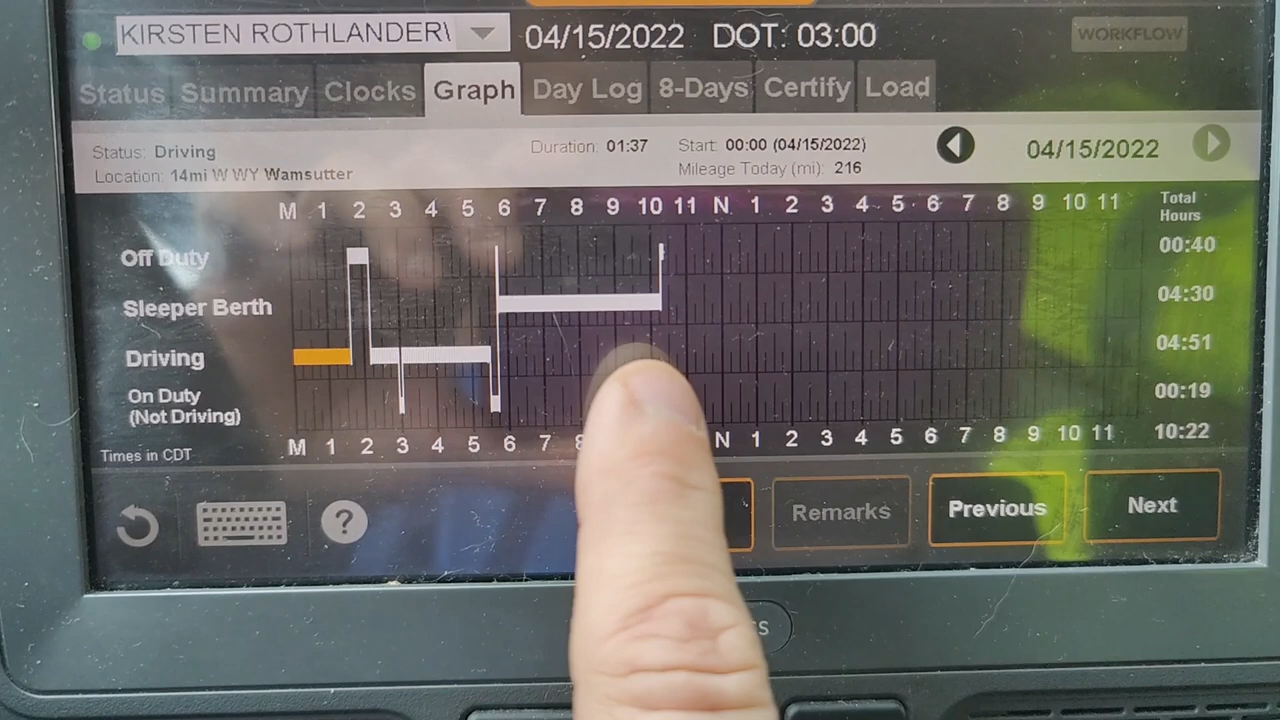 KIRSTEN ROTHLANDER\ 04/15/2022 DOT: 03:00 WORKFLOW
Status Summary Clocks Graph Day Log 8-Days Certify Load
Status: Driving Duration: 01:37 Start: 00:00 (04/15/2022) 04/15/2022
Location: 14mi W WY Wamsutter Mileage Today (mi): 216
M 1 2 3 4 5 6 7 8 9 10 11 N 1 2 3 4 5 6 7 8 9 10 11 Total Hours
Off Duty 00:40
Sleeper Berth 04:30
Driving 04:51
On Duty (Not Driving) 00:19
M 1 2 3 4 5 6 7 N 1 2 3 4 5 6 7 8 9 10 11 10:22
Times in CDT
? Remarks Previous Next